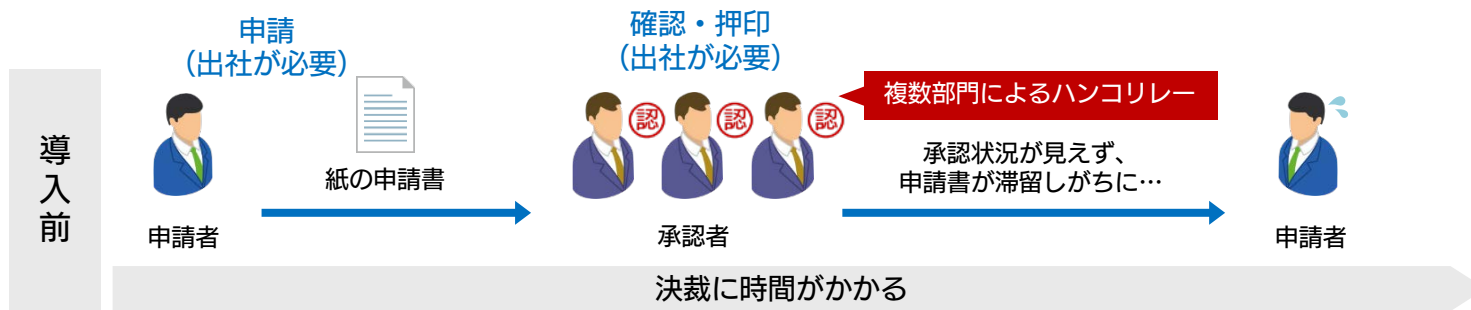 導入前
申請
（出社が必要）
紙の申請書
申請者
確認・押印
（出社が必要）
認
認
認
承認者
複数部門によるハンコリレー
承認状況が見えず、
申請書が滞留しがちに…
申請者
決裁に時間がかかる